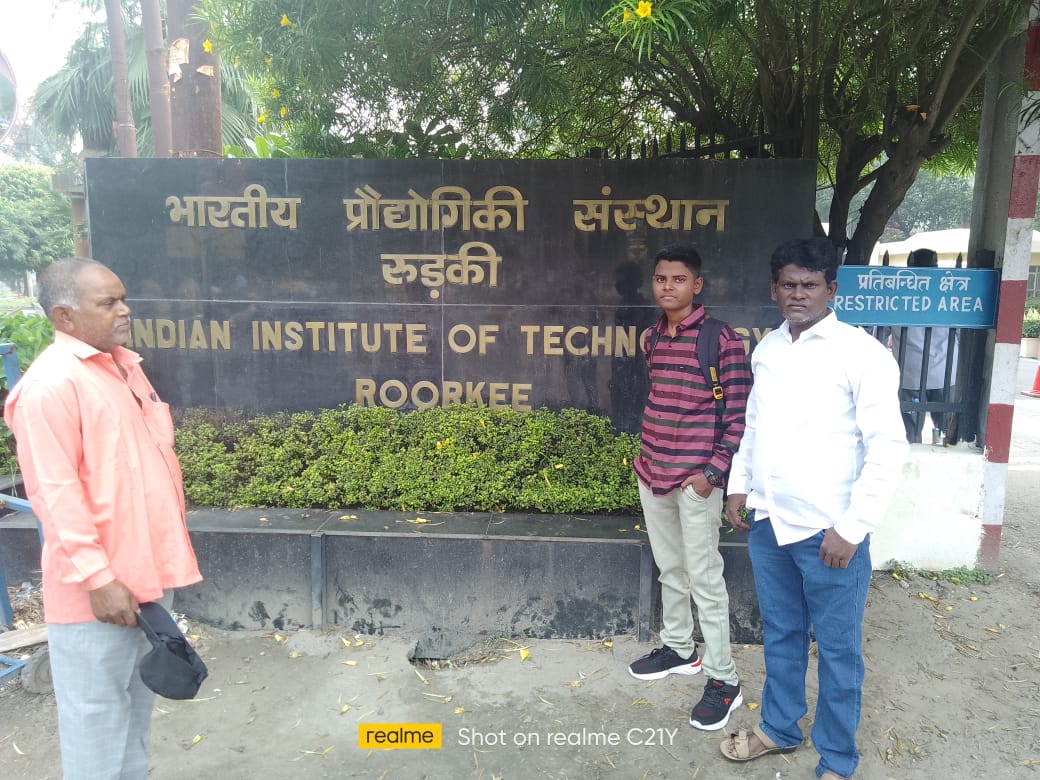 भारतीय प्रौद्योगिकी संस्थान
रुड़की
INDIAN INSTITUTE OF TECHNOLOGY
ROORKEE
प्रतिबन्धित क्षेत्र
RESTRICTED AREA
realme Shot on realme C21Y